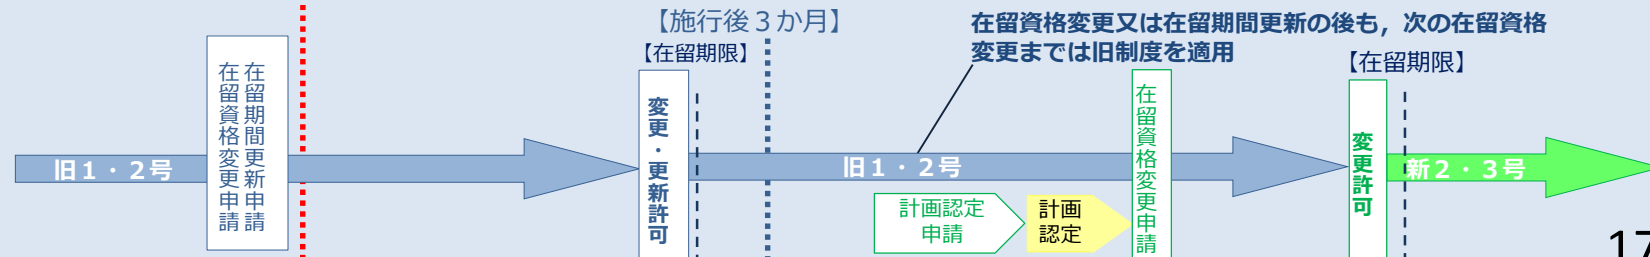 【施行後３か月】
在留資格変更又は在留期間更新の後も，次の在留資格
変更までは旧制度を適用
【在留期限】
【在留期限】
旧１・２号
在留期間更新申請
在留資格変更申請
変更・更新許可
旧１・２号
計画認定
申請
計画
認定
在留資格変更申請
変更許可
新２・３号
17